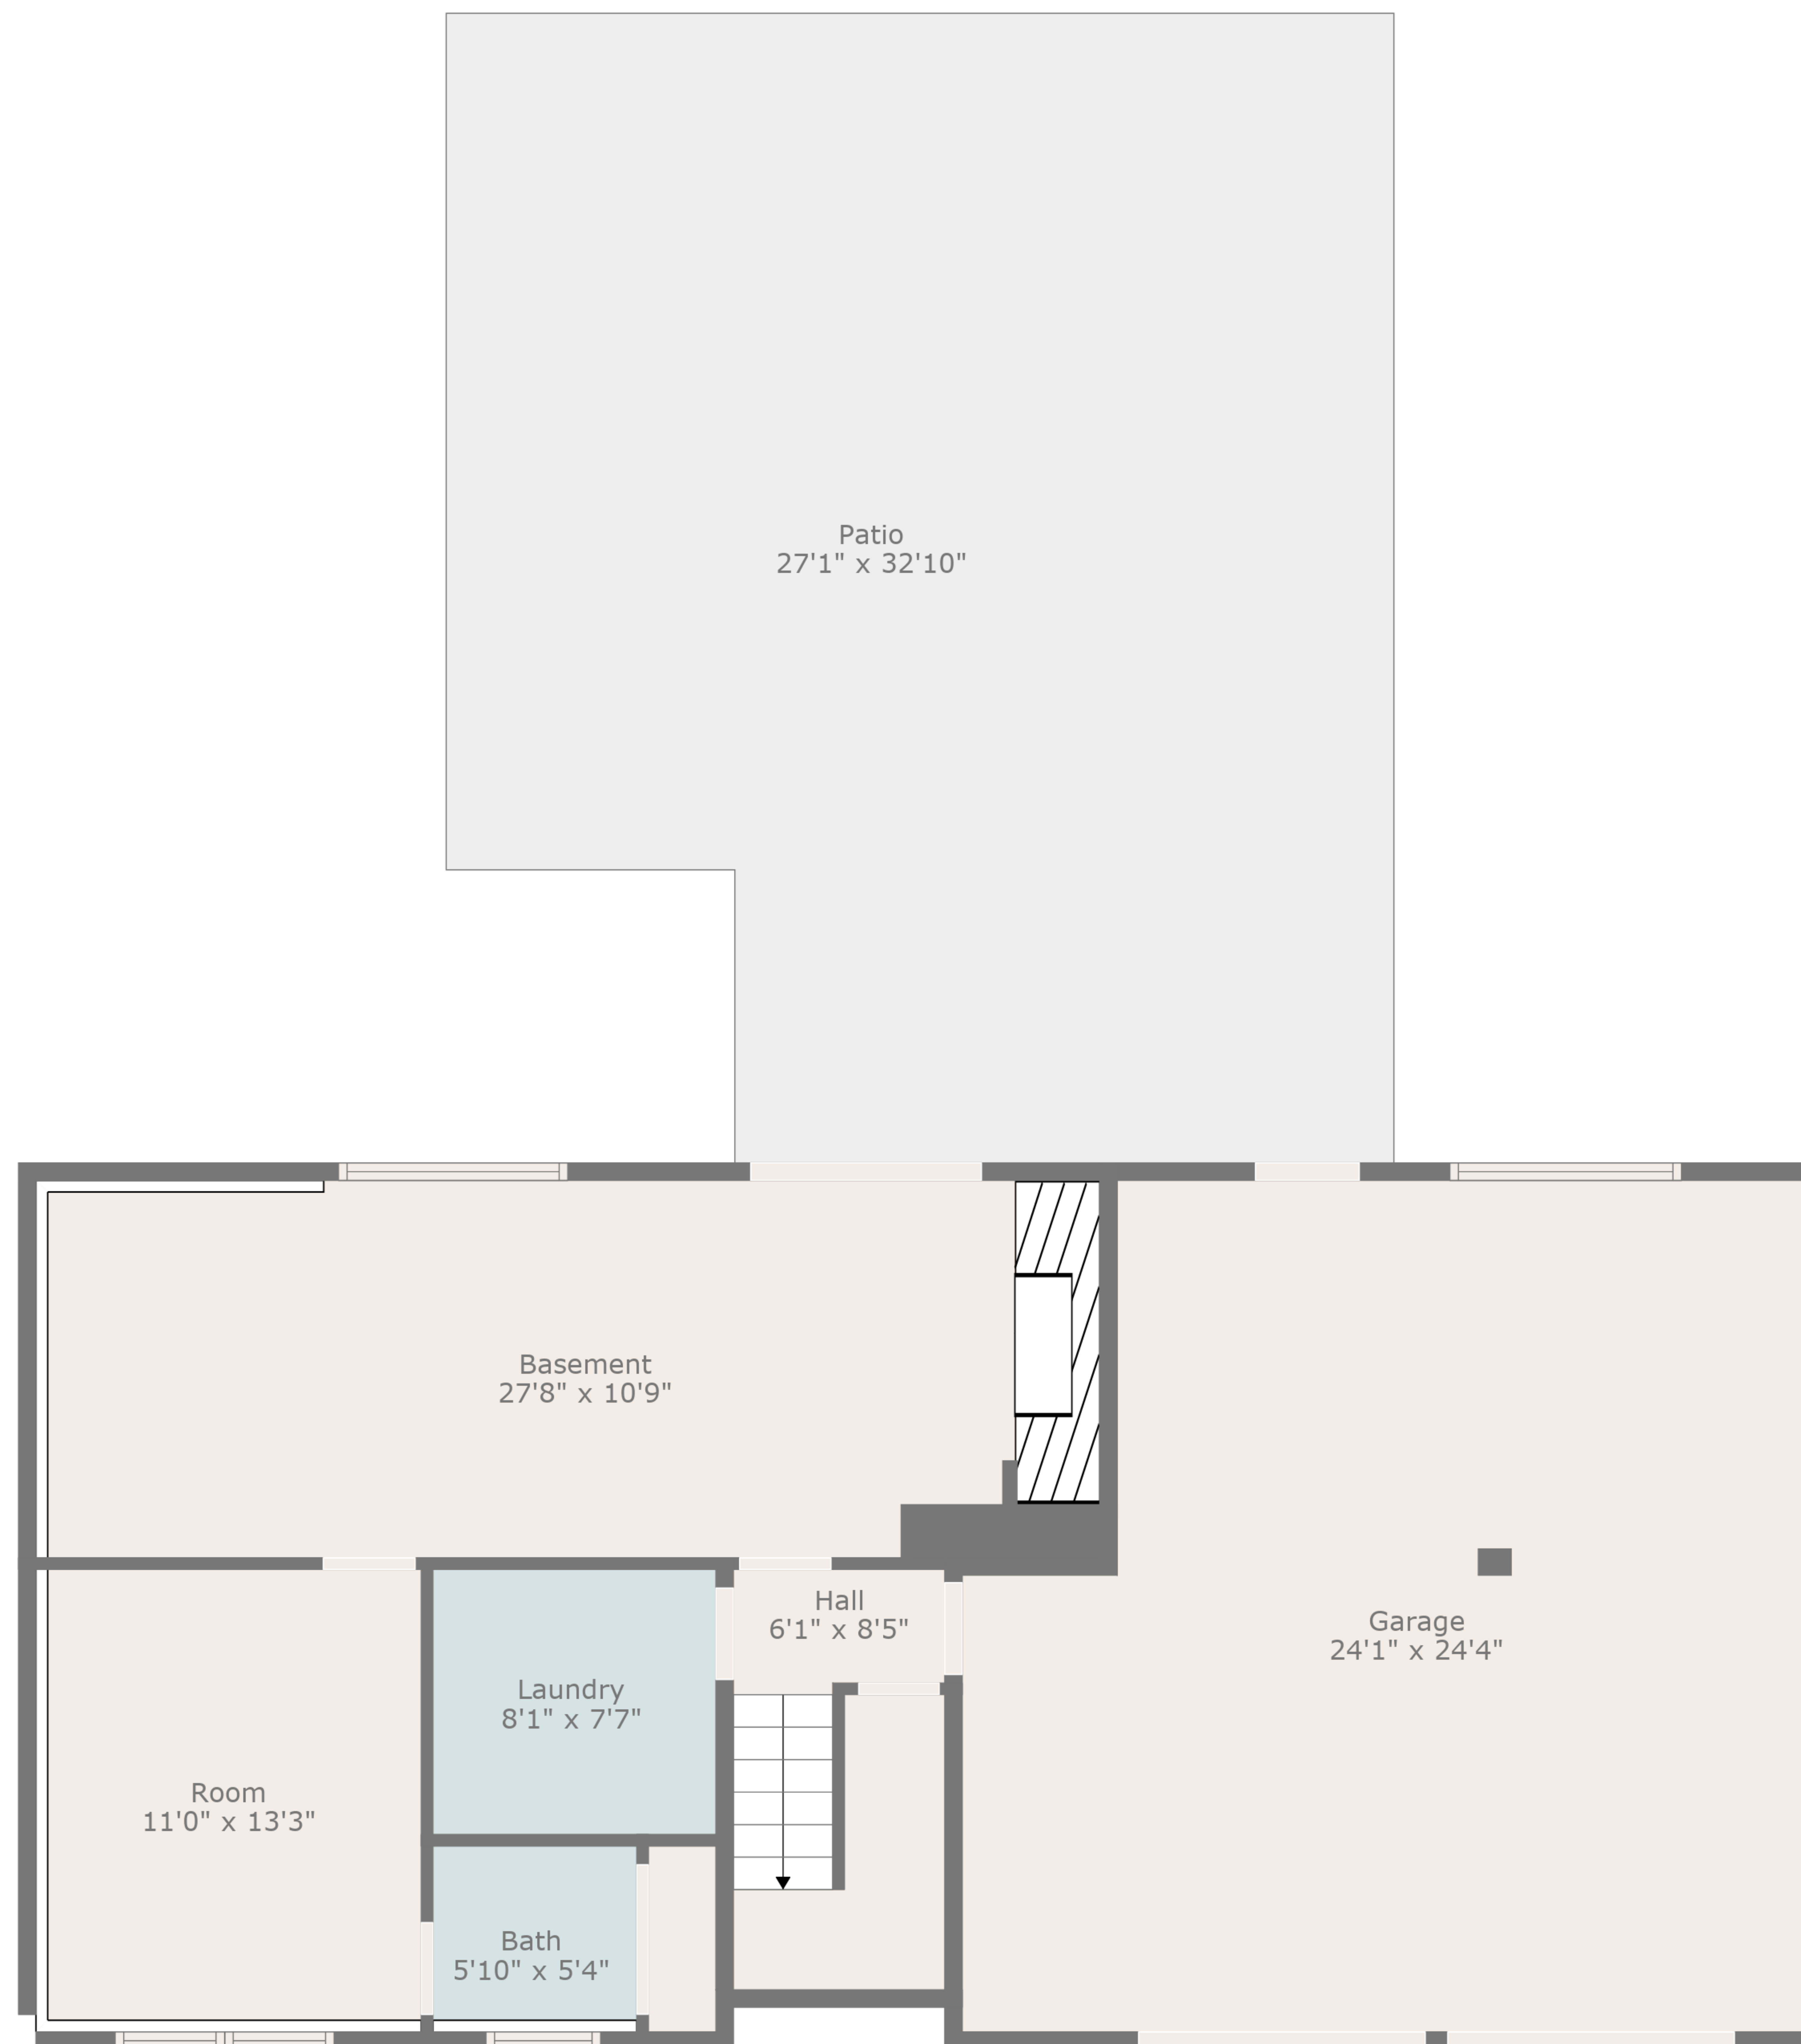 Patio
27'1" x 32'10"
Basement
27'8" x 10'9"
Hall
6'1" x 8'5"
Garage
24'1" x 24'4"
Laundry
8'1" x 7'7"
Room
11'0" x 13'3"
Bath
5'10" x 5'4"